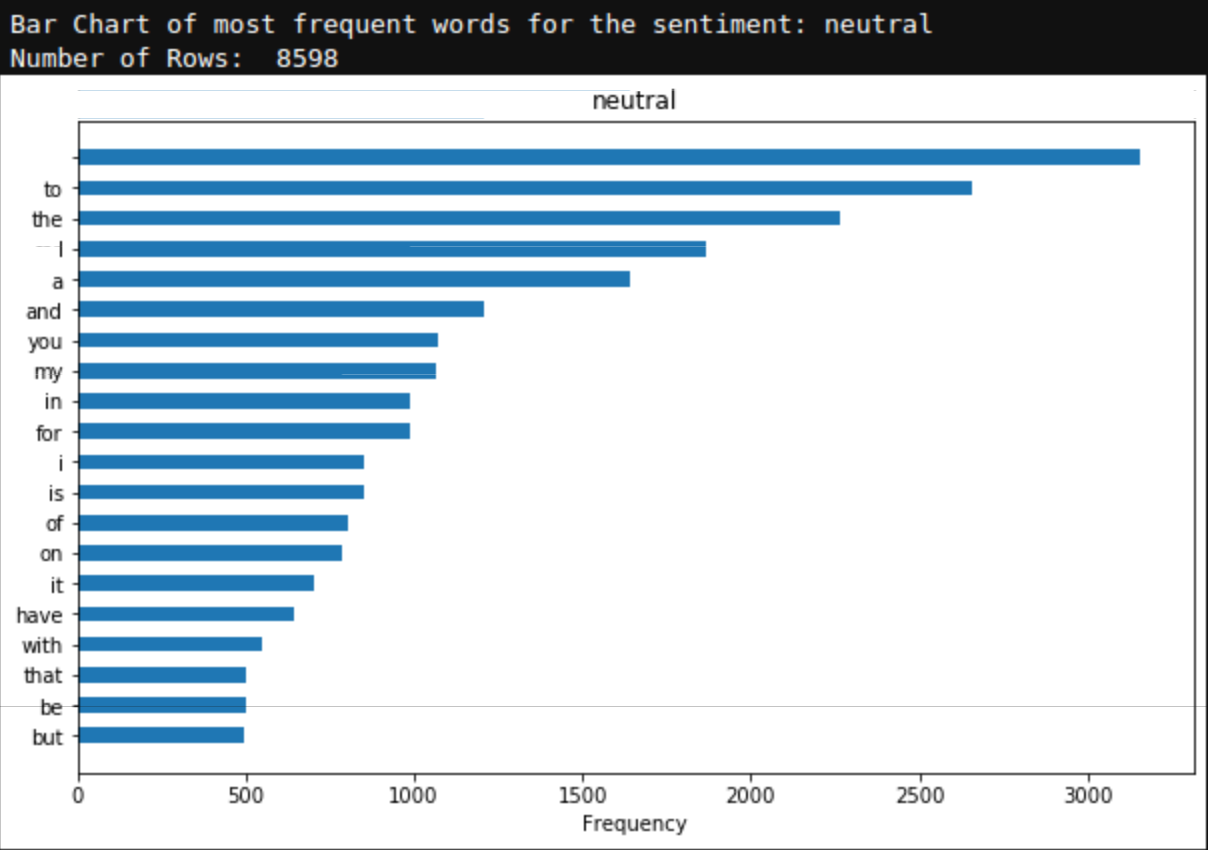 Bar Chart of most frequent words for the sentiment: neutral
Number of Rows:  8598
neutral
to
the
I
a
and
you
my
in
for
i
is
of
on
it
have
with
that
be
but
0 500 1000 1500 2000 2500 3000
Frequency